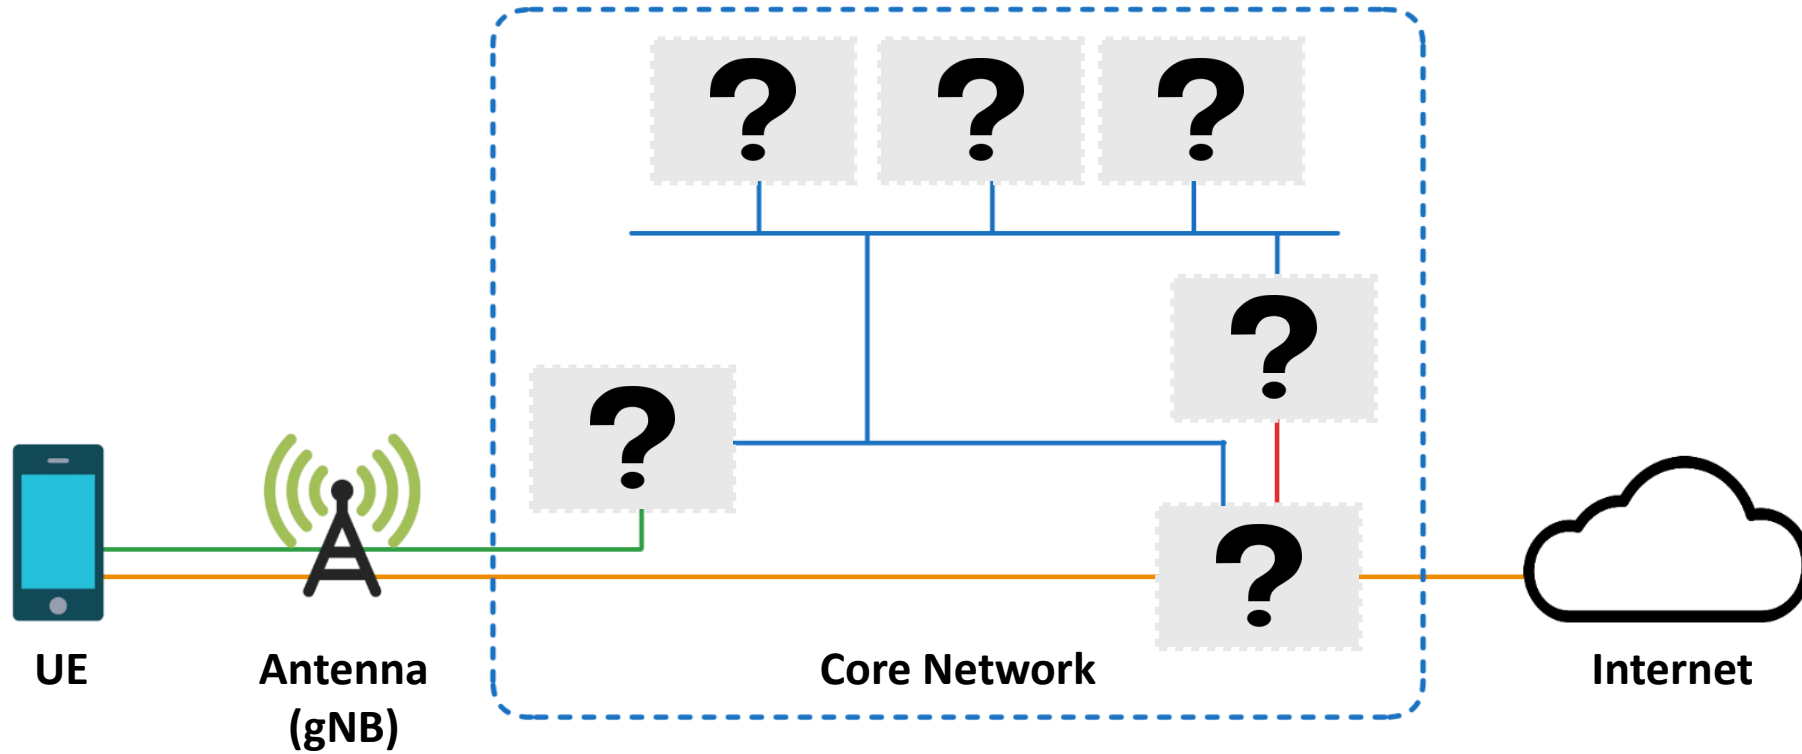 ?
?
?
?
?
?
UE
Antenna
(gNB)
Core Network
Internet